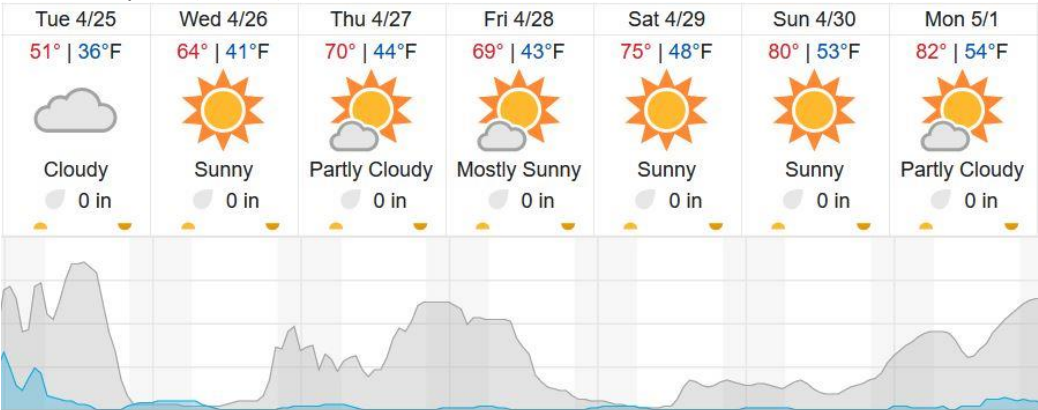 Tue 4/25 Wed 4/26 Thu 4/27 Fri 4/28 Sat 4/29 Sun 4/30 Mon 5/1
51° | 36°F 64° | 41°F 70° | 44°F 69° | 43°F 75° | 48°F 80° | 53°F 82° | 54°F
Cloudy Sunny Partly Cloudy Mostly Sunny Sunny Sunny Partly Cloudy
0 in 0 in 0 in 0 in 0 in 0 in 0 in